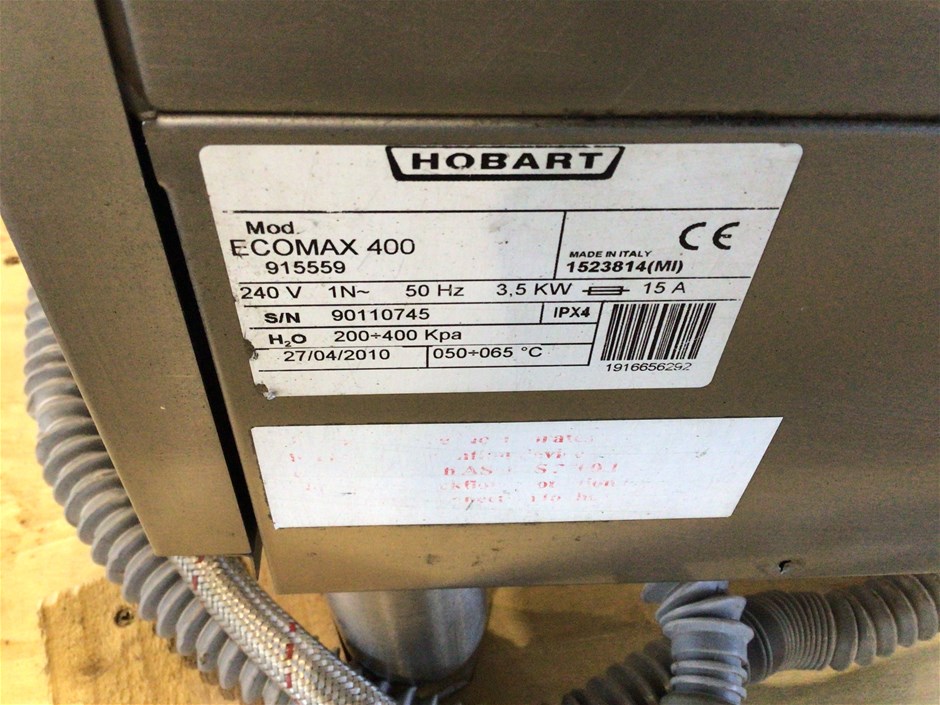 HOBART
Mod.
ECOMAX 400
915559
CE
MADE IN ITALY
1523814(MI)
240 V 1N~ 50 Hz 3,5 KW 15 A
S/N 90110745 IPX4
H₂O 200÷400 Kpa
27/04/2010 050÷065 °C
1916656292